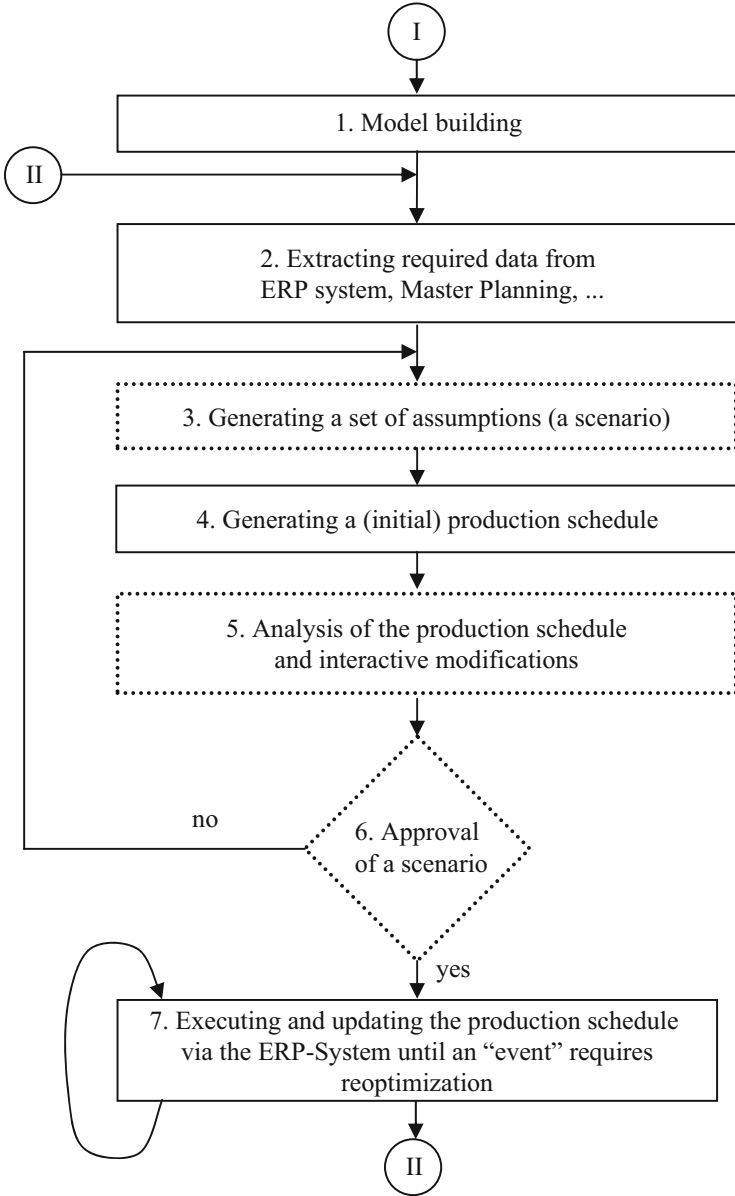 I
1. Model building
II
2. Extracting required data from
ERP system, Master Planning, ...
3. Generating a set of assumptions (a scenario)
4. Generating a (initial) production schedule
5. Analysis of the production schedule
and interactive modifications
no
6. Approval
of a scenario
yes
7. Executing and updating the production schedule
via the ERP-System until an “event” requires
reoptimization
II